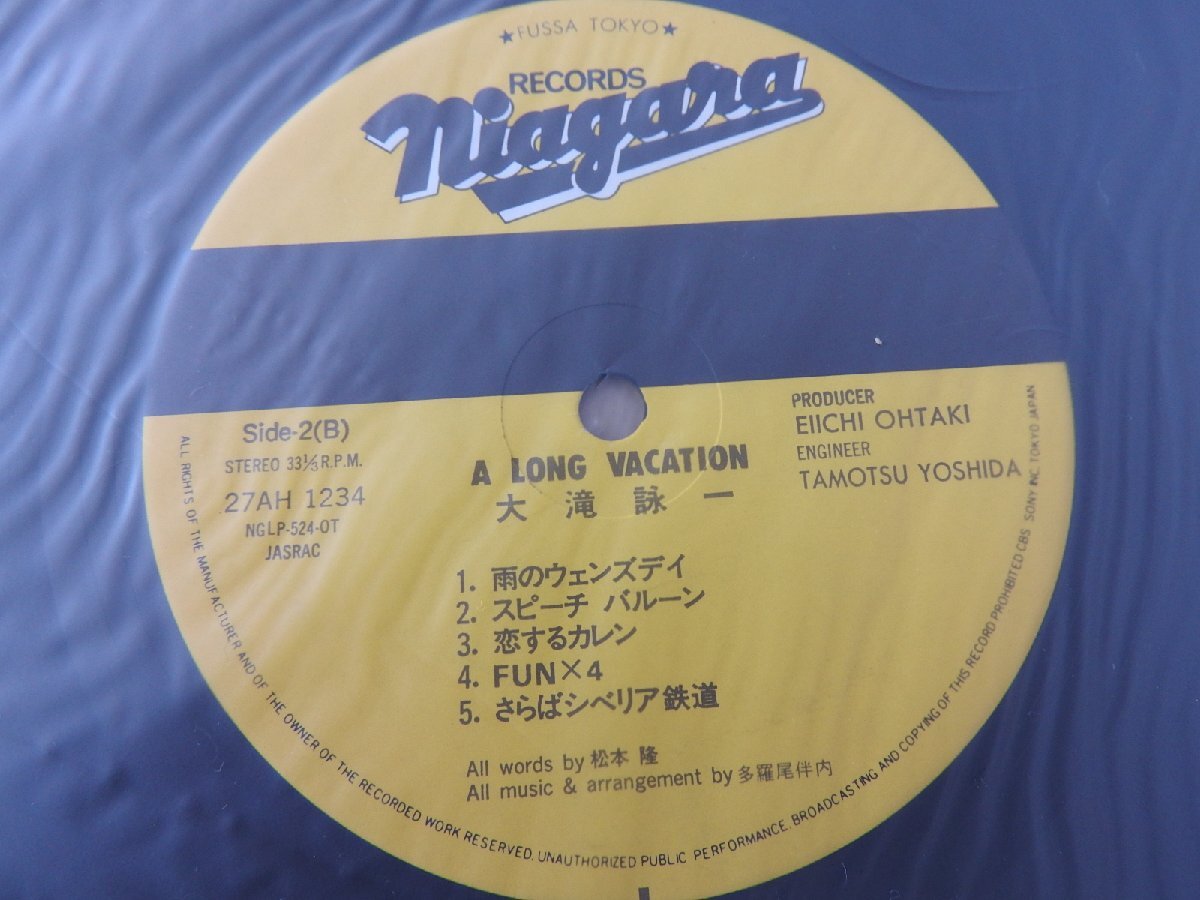 ★FUSSA TOKYO★
RECORDS
Niagara
Side-2(B)
STEREO 33⅓ R.P.M.
27AH 1234
NGLP-524-OT
JASRAC
A LONG VACATION
大滝詠一
PRODUCER
EIICHI OHTAKI
ENGINEER
TAMOTSU YOSHIDA
1. 雨のウェンズデイ
2. スピーチ バルーン
3. 恋するカレン
4. FUN×4
5. さらばシベリア鉄道
All words by 松本 隆
All music & arrangement by 多羅尾伴内
ALL RIGHTS OF THE MANUFACTURER AND OF THE OWNER OF THE RECORDED WORK RESERVED. UNAUTHORIZED PUBLIC PERFORMANCE. BROADCASTING AND COPYING OF THIS RECORD PROHIBITED CBS SONY INC. TOKYO JAPAN